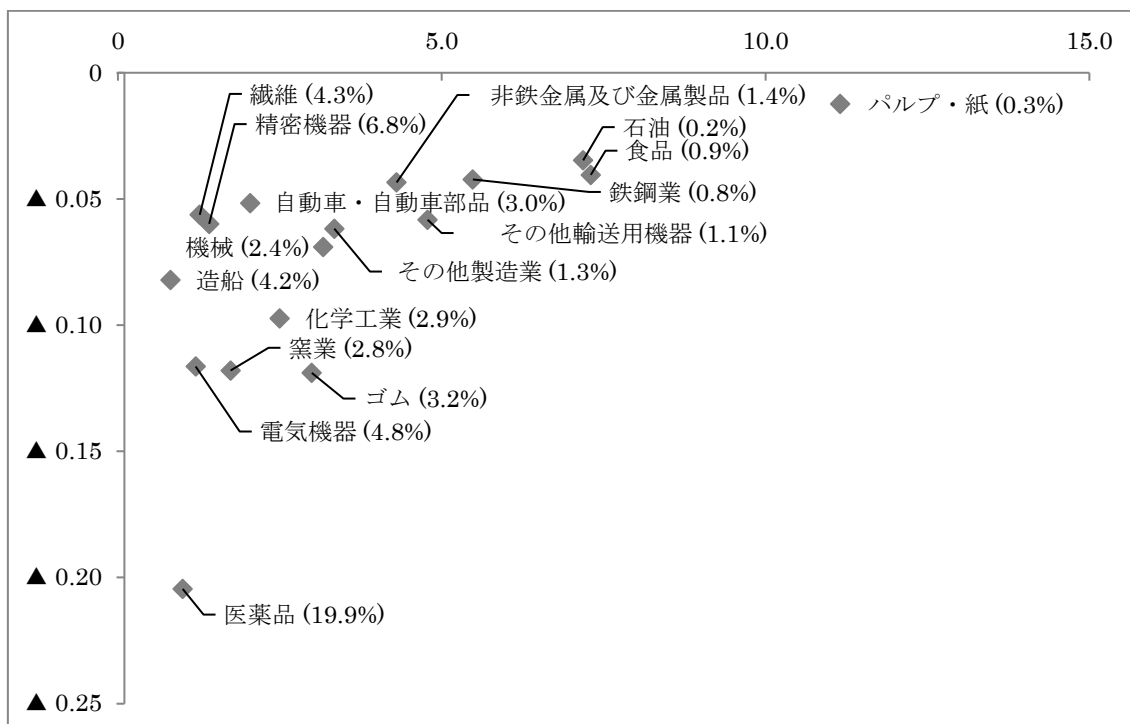 0 5.0 10.0 15.0
0
繊維 (4.3%)
非鉄金属及び金属製品 (1.4%)
パルプ・紙 (0.3%)
精密機器 (6.8%)
石油 (0.2%)
食品 (0.9%)
▲ 0.05
鉄鋼業 (0.8%)
自動車・自動車部品 (3.0%)
その他輸送用機器 (1.1%)
機械 (2.4%)
その他製造業 (1.3%)
造船 (4.2%)
▲ 0.10
化学工業 (2.9%)
窯業 (2.8%)
ゴム (3.2%)
電気機器 (4.8%)
▲ 0.15
▲ 0.20
医薬品 (19.9%)
▲ 0.25